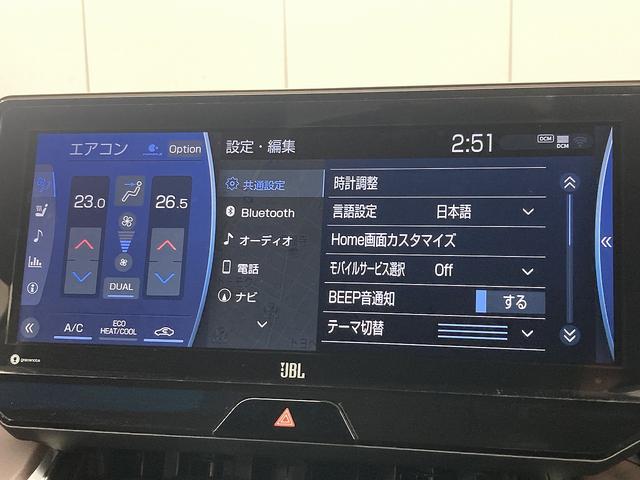 エアコン
Option
設定・編集
2:51
DCM
DCM
23.0
26.5
DUAL
A/C
ECO
HEAT/COOL
共通設定
Bluetooth
オーディオ
電話
ナビ
時計調整
言語設定 日本語
Home画面カスタマイズ
モバイルサービス選択 Off
BEEP音通知 する
テーマ切替
gracenote
JBL